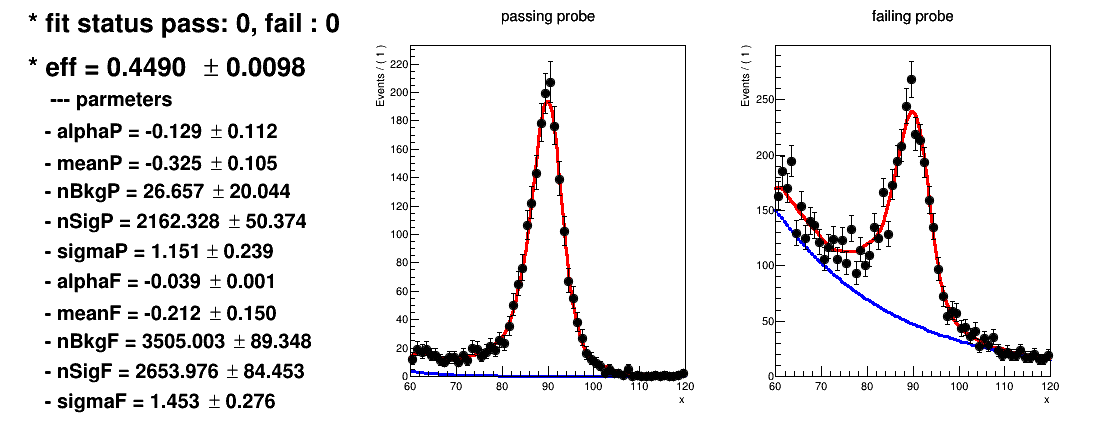 * fit status pass: 0, fail : 0
* eff = 0.4490 ± 0.0098
--- parmeters
- alphaP = -0.129 ± 0.112
- meanP = -0.325 ± 0.105
- nBkgP = 26.657 ± 20.044
- nSigP = 2162.328 ± 50.374
- sigmaP = 1.151 ± 0.239
- alphaF = -0.039 ± 0.001
- meanF = -0.212 ± 0.150
- nBkgF = 3505.003 ± 89.348
- nSigF = 2653.976 ± 84.453
- sigmaF = 1.453 ± 0.276
passing probe
Events / ( 1 )
220
200
180
160
140
120
100
80
60
40
20
0
60 70 80 90 100 110 120
x
failing probe
Events / ( 1 )
250
200
150
100
50
0
60 70 80 90 100 110 120
x